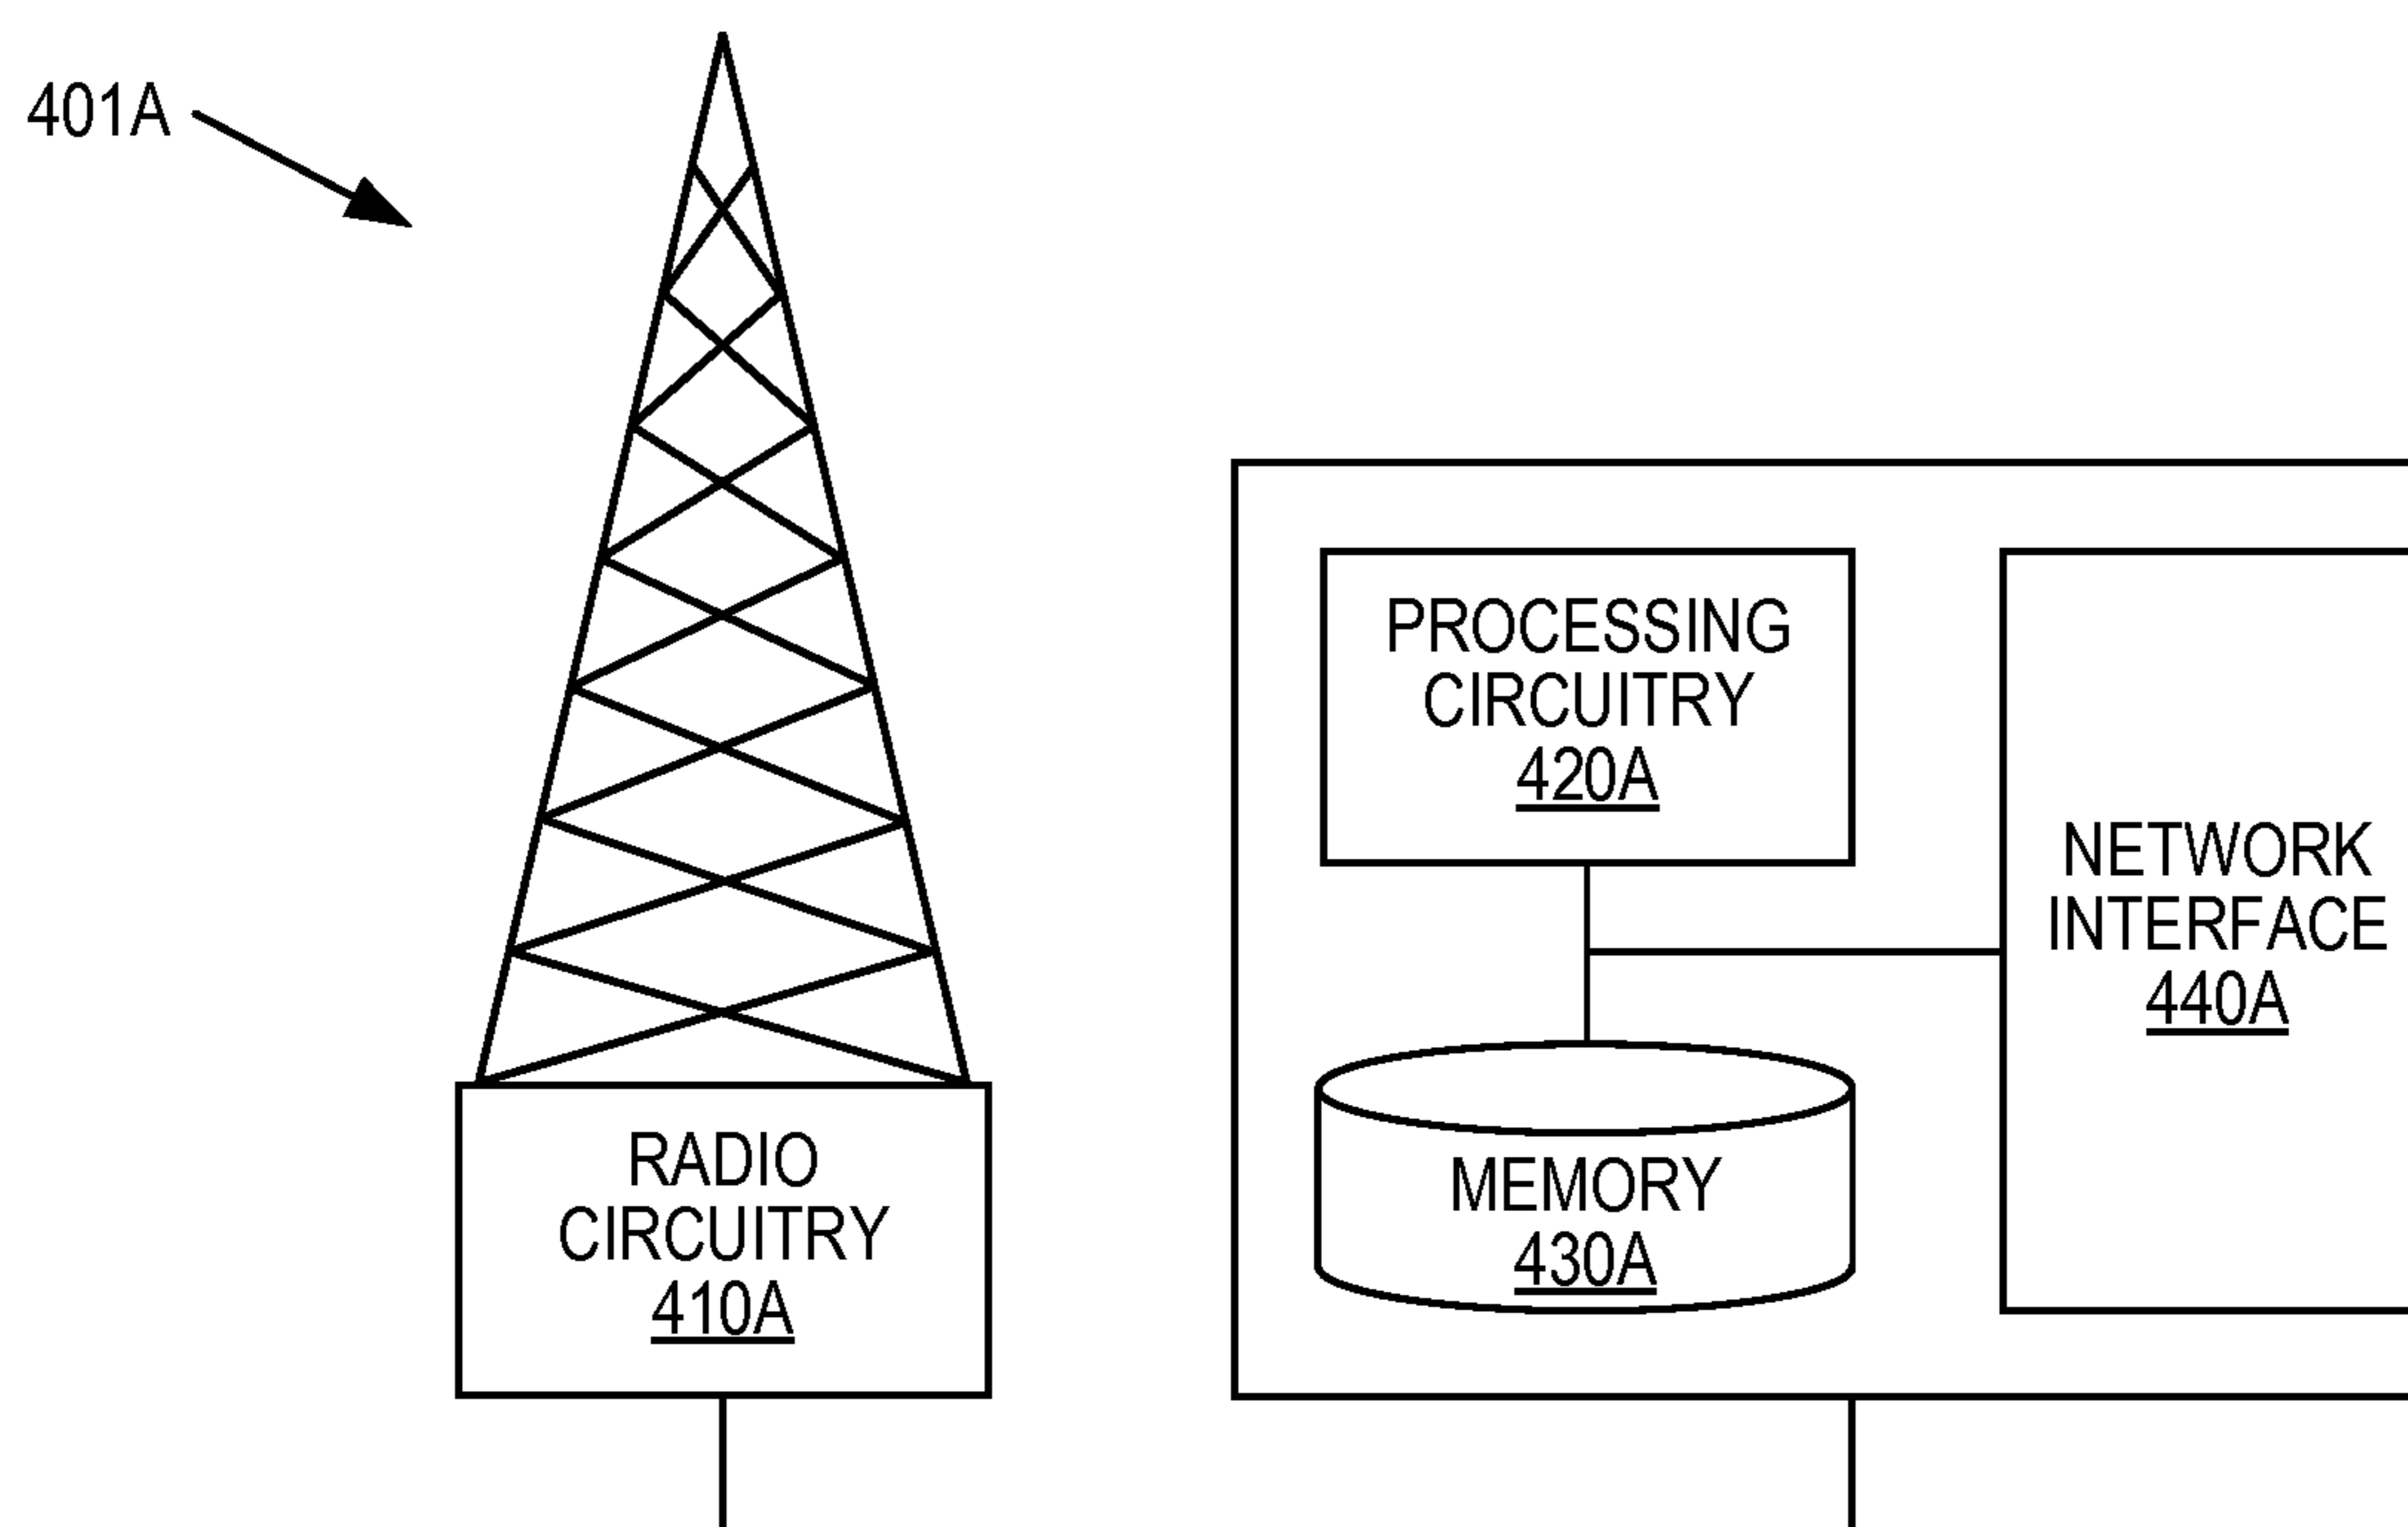 401A
PROCESSING
CIRCUITRY
420A
NETWORK
INTERFACE
440A
RADIO
CIRCUITRY
410A
MEMORY
430A